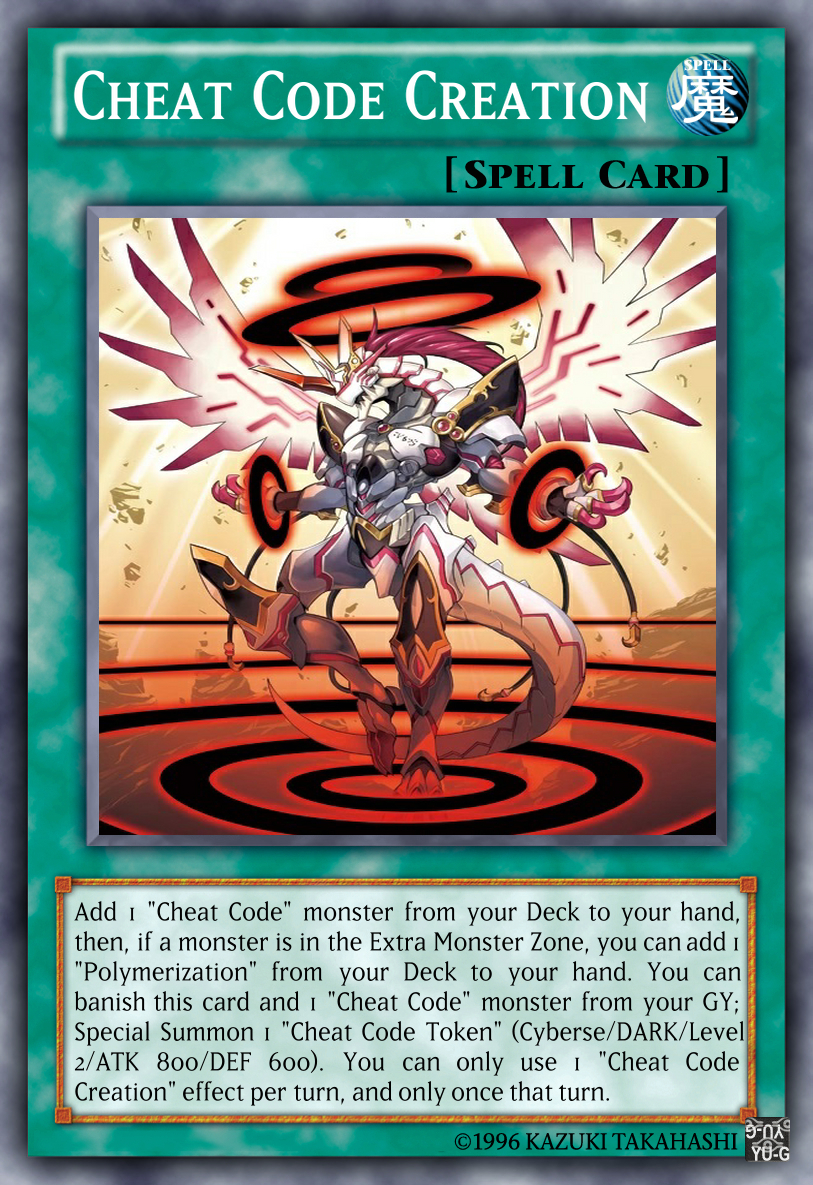 Cheat Code Creation
SPELL
魔
[Spell Card]
Add 1 "Cheat Code" monster from your Deck to your hand,
then, if a monster is in the Extra Monster Zone, you can add 1
"Polymerization" from your Deck to your hand. You can
banish this card and 1 "Cheat Code" monster from your GY;
Special Summon 1 "Cheat Code Token" (Cyberse/DARK/Level
2/ATK 800/DEF 600). You can only use 1 "Cheat Code
Creation" effect per turn, and only once that turn.
©1996 KAZUKI TAKAHASHI
YU-G
YU-G